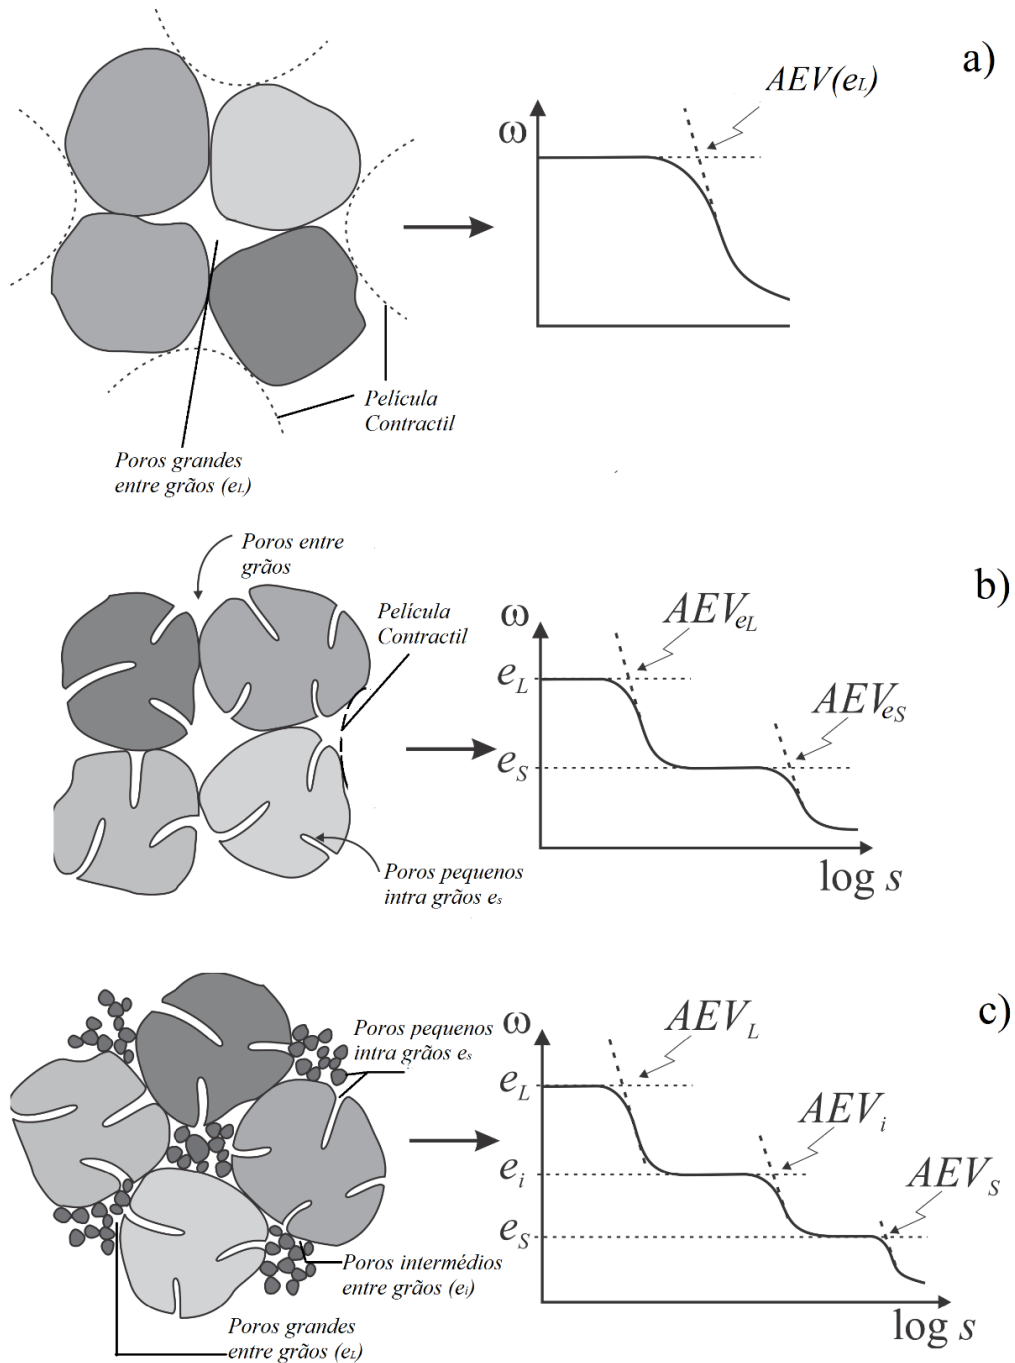 a)
AEV(eL)
ω
Película
Contractil
Poros grandes
entre grãos (eL)
b)
Poros entre
grãos
Película
Contractil
Poros pequenos
intra grãos es
ω
AEVeL
eL
AEVeS
eS
log s
c)
Poros pequenos
intra grãos es
Poros intermédios
entre grãos (ei)
Poros grandes
entre grãos (eL)
ω
AEVL
eL
AEVi
ei
AEVS
eS
log s